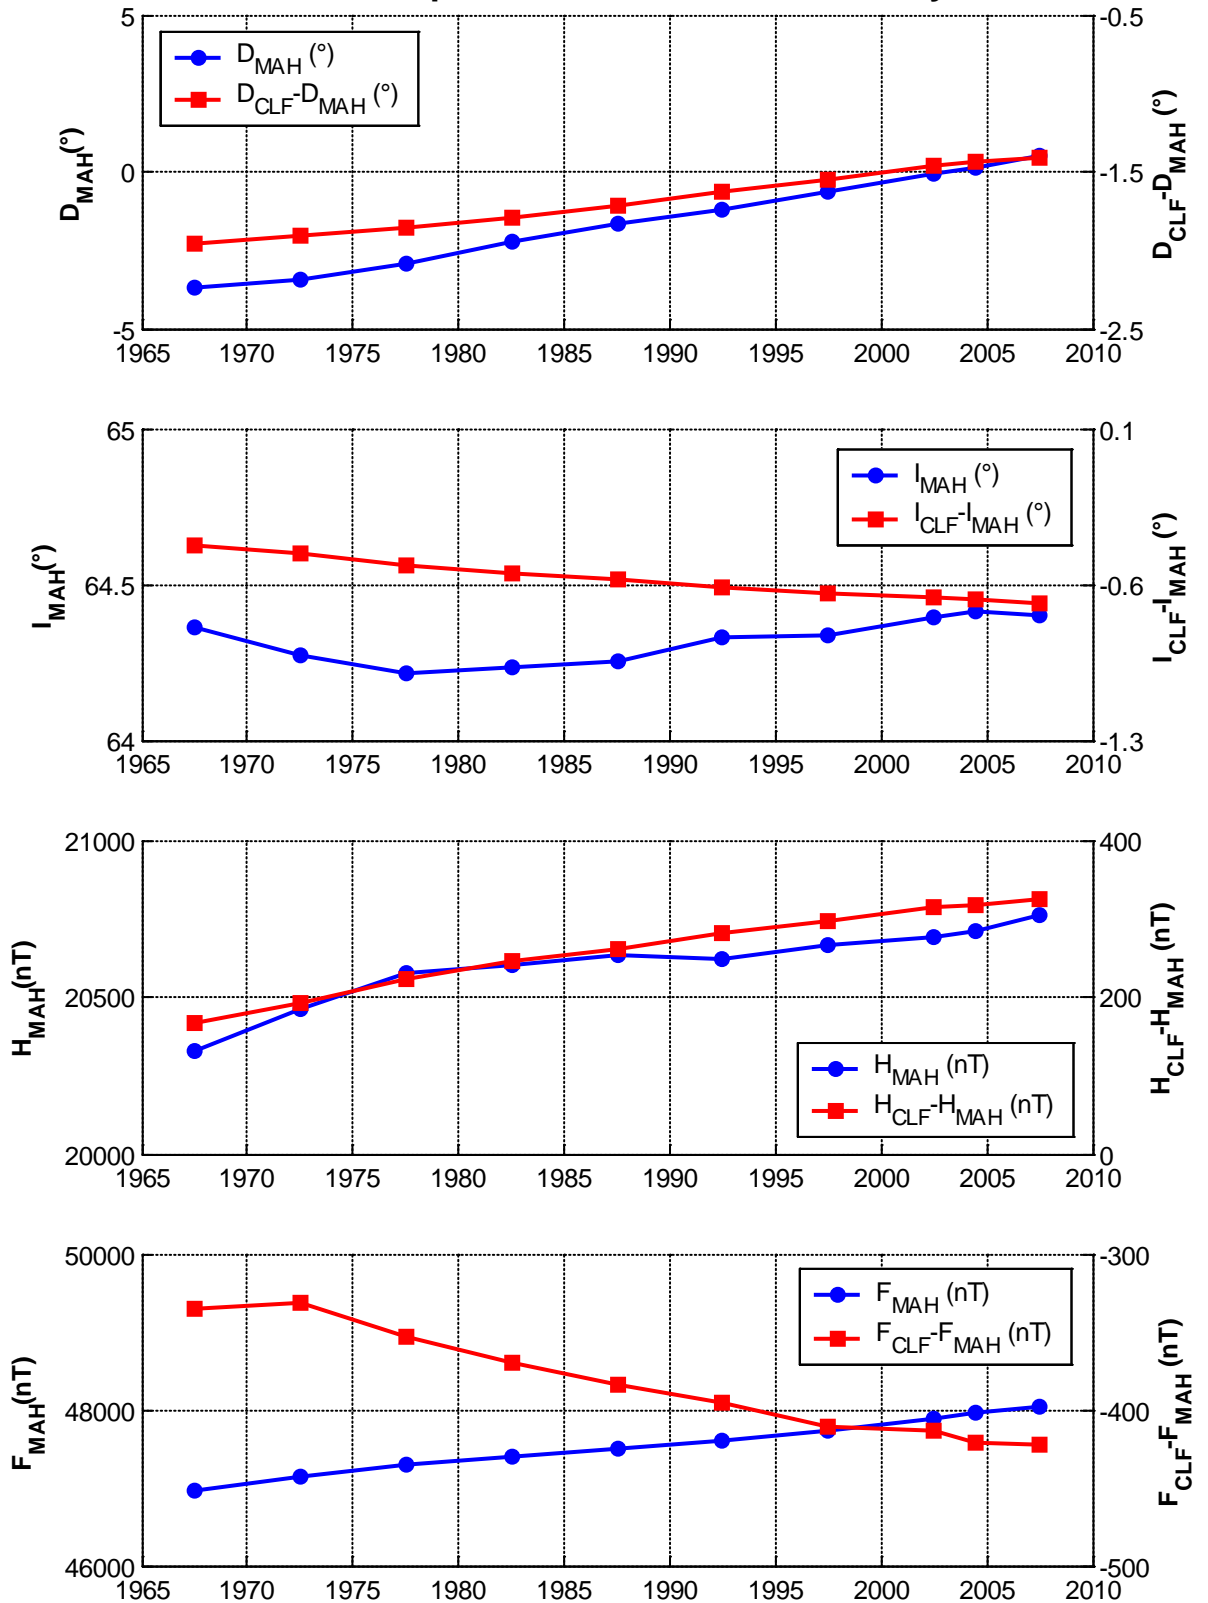 5
-0.5
D_MAH (°)
D_CLF-D_MAH (°)
D_MAH(°)
0
-1.5
D_CLF-D_MAH (°)
-5
-2.5
1965 1970 1975 1980 1985 1990 1995 2000 2005 2010
65
0.1
I_MAH (°)
I_CLF-I_MAH (°)
I_MAH(°)
64.5
-0.6
I_CLF-I_MAH (°)
64
-1.3
1965 1970 1975 1980 1985 1990 1995 2000 2005 2010
21000
400
H_MAH(nT)
20500
200
H_CLF-H_MAH (nT)
H_MAH (nT)
H_CLF-H_MAH (nT)
20000
0
1965 1970 1975 1980 1985 1990 1995 2000 2005 2010
50000
-300
F_MAH (nT)
F_CLF-F_MAH (nT)
F_MAH(nT)
48000
-400
F_CLF-F_MAH (nT)
46000
-500
1965 1970 1975 1980 1985 1990 1995 2000 2005 2010